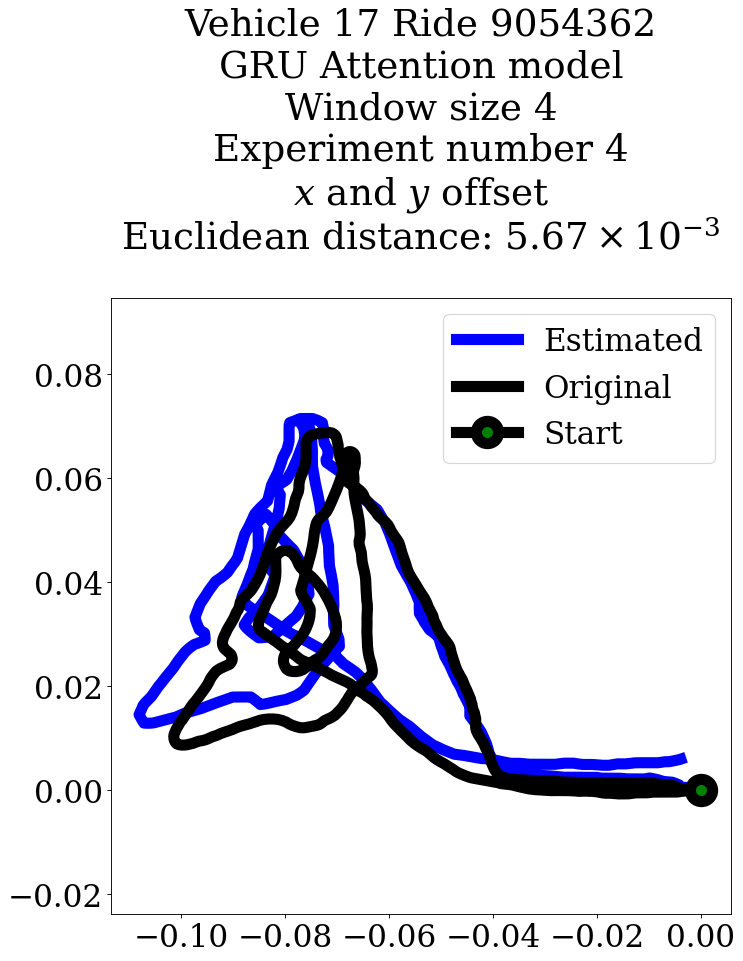 Vehicle 17 Ride 9054362
GRU Attention model
Window size 4
Experiment number 4
x and y offset
Euclidean distance: 5.67 × 10⁻³
Estimated
Original
Start
0.08
0.06
0.04
0.02
0.00
−0.02
−0.10 −0.08 −0.06 −0.04 −0.02 0.00